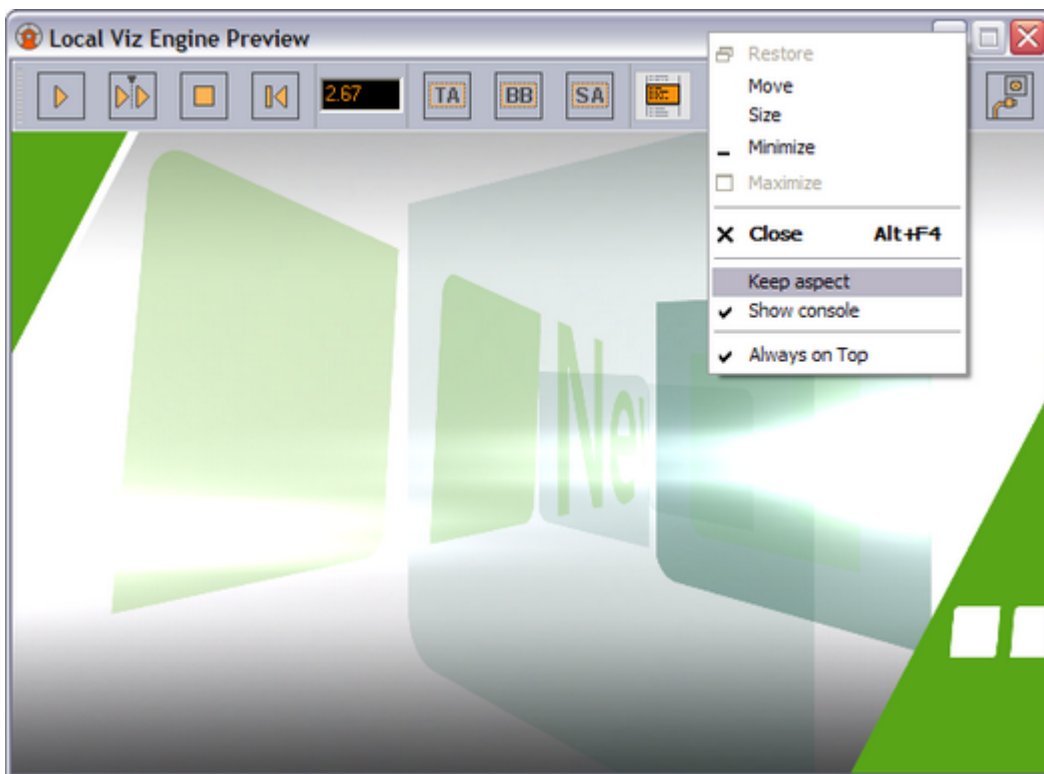 Local Viz Engine Preview
2.67 TA BB SA
Restore
Move
Size
Minimize
Maximize
Close Alt+F4
Keep aspect
Show console
Always on Top
Ne